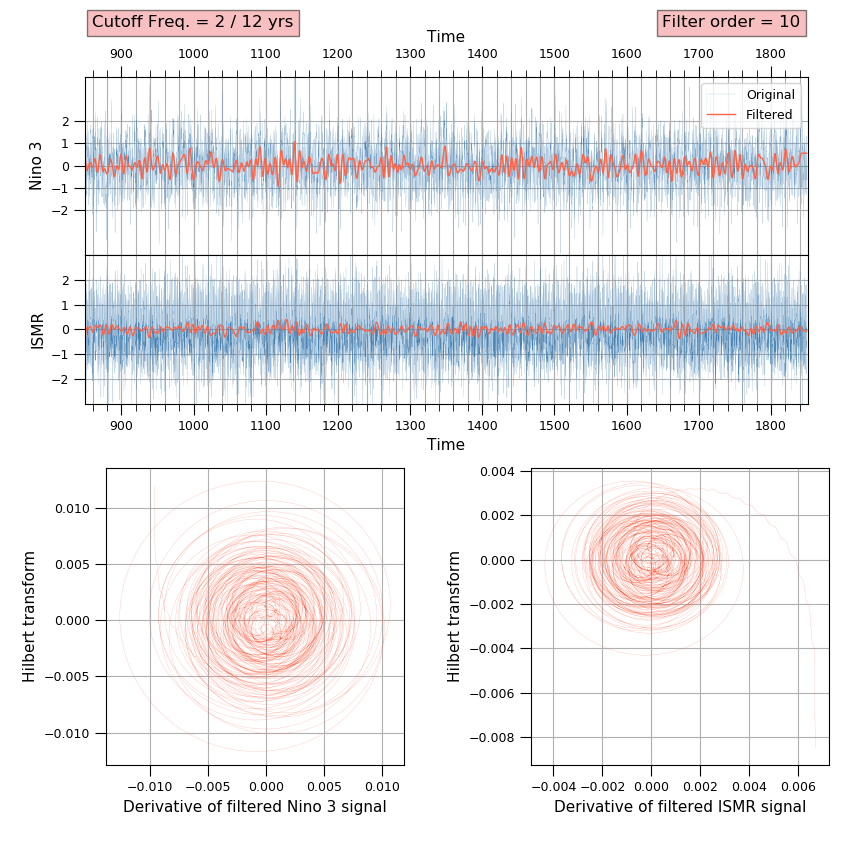 Cutoff Freq. = 2 / 12 yrs
Filter order = 10
Time
900 1000 1100 1200 1300 1400 1500 1600 1700 1800
Original
Filtered
Nino 3
2
1
0
−1
−2
ISMR
2
1
0
−1
−2
900 1000 1100 1200 1300 1400 1500 1600 1700 1800
Time
Hilbert transform
0.010
0.005
0.000
−0.005
−0.010
−0.010 −0.005 0.000 0.005 0.010
Derivative of filtered Nino 3 signal
Hilbert transform
0.004
0.002
0.000
−0.002
−0.004
−0.006
−0.008
−0.004 −0.002 0.000 0.002 0.004 0.006
Derivative of filtered ISMR signal